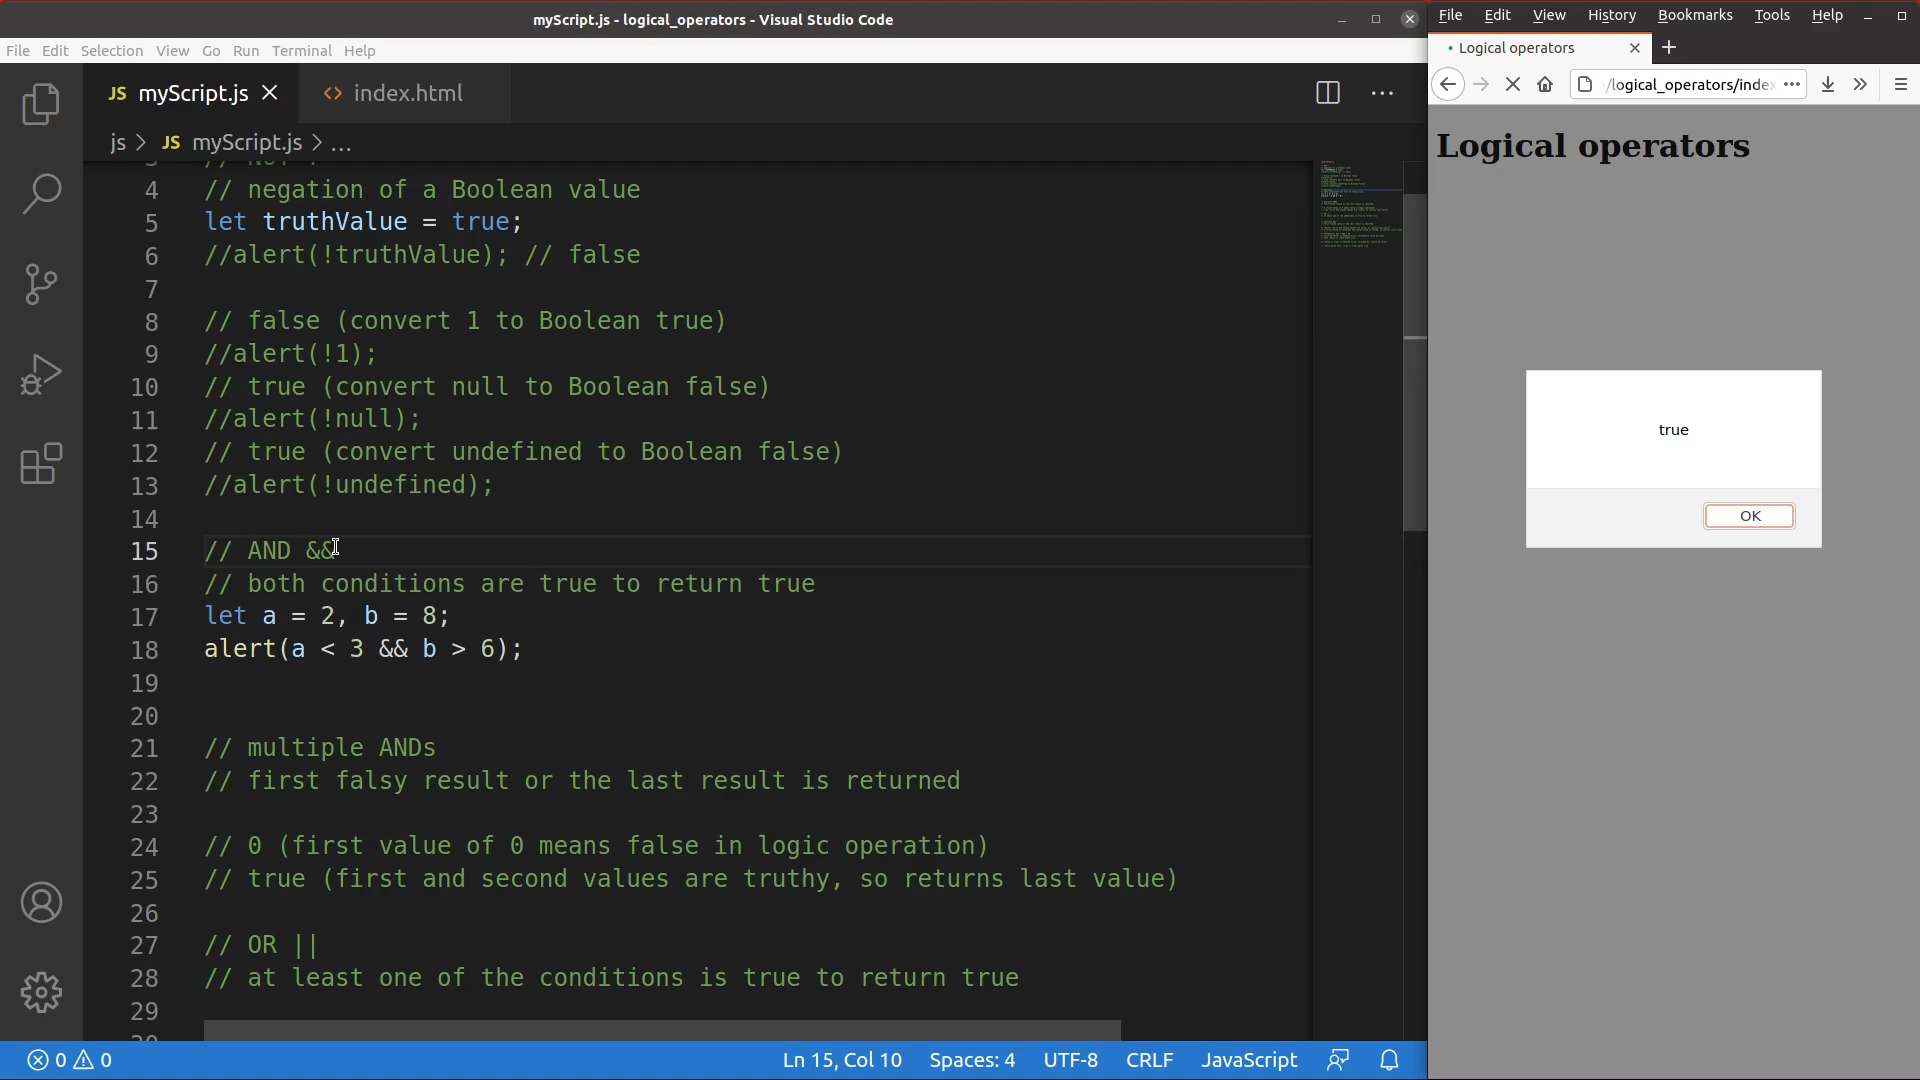 myScript.js - logical_operators - Visual Studio Code
File Edit Selection View Go Run Terminal Help
JS myScript.js
<> index.html
js > JS myScript.js > ...
4 // negation of a Boolean value
5 let truthValue = true;
6 //alert(!truthValue); // false
7
8 // false (convert 1 to Boolean true)
9 //alert(!1);
10 // true (convert null to Boolean false)
11 //alert(!null);
12 // true (convert undefined to Boolean false)
13 //alert(!undefined);
14
15 // AND &&
16 // both conditions are true to return true
17 let a = 2, b = 8;
18 alert(a < 3 && b > 6);
19
20
21 // multiple ANDs
22 // first falsy result or the last result is returned
23
24 // 0 (first value of 0 means false in logic operation)
25 // true (first and second values are truthy, so returns last value)
26
27 // OR ||
28 // at least one of the conditions is true to return true
29
0 0
Ln 15, Col 10 Spaces: 4 UTF-8 CRLF JavaScript
File Edit View History Bookmarks Tools Help
Logical operators
/logical_operators/inde
Logical operators
true
OK